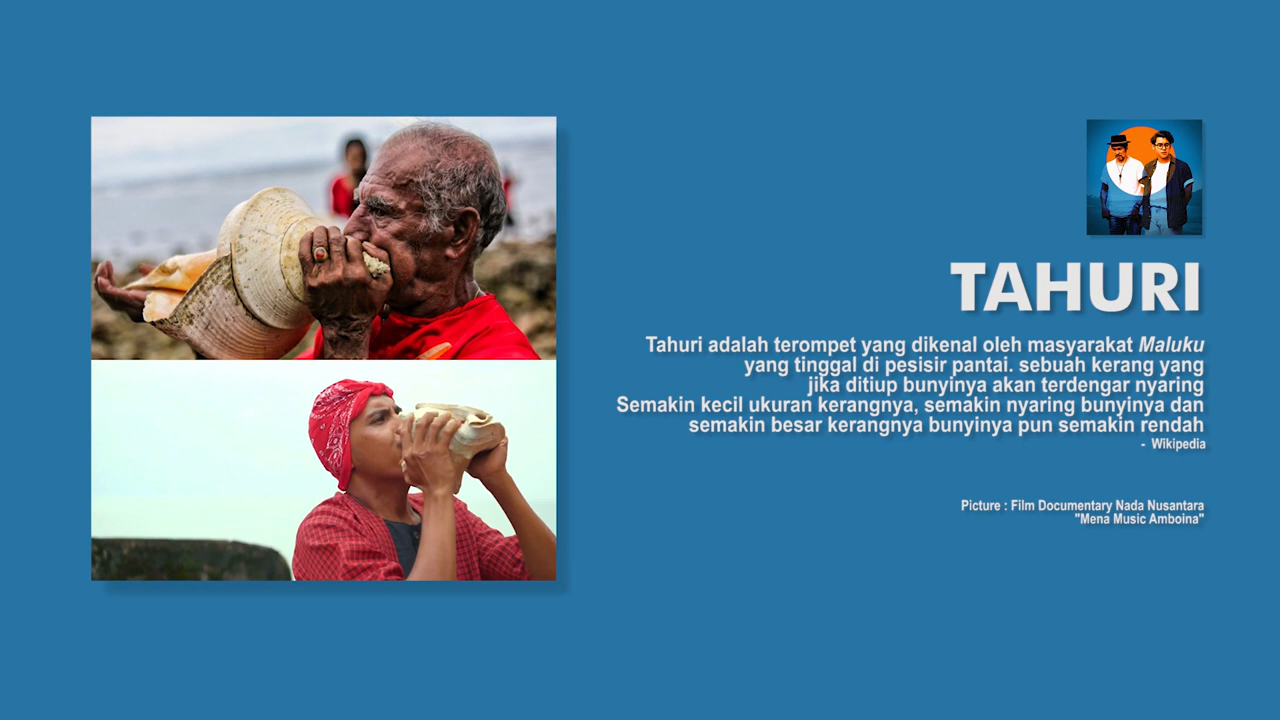 TAHURI
Tahuri adalah terompet yang dikenal oleh masyarakat Maluku
yang tinggal di pesisir pantai. sebuah kerang yang
jika ditiup bunyinya akan terdengar nyaring
Semakin kecil ukuran kerangnya, semakin nyaring bunyinya dan
semakin besar kerangnya bunyinya pun semakin rendah
- Wikipedia
Picture : Film Documentary Nada Nusantara
"Mena Music Amboina"